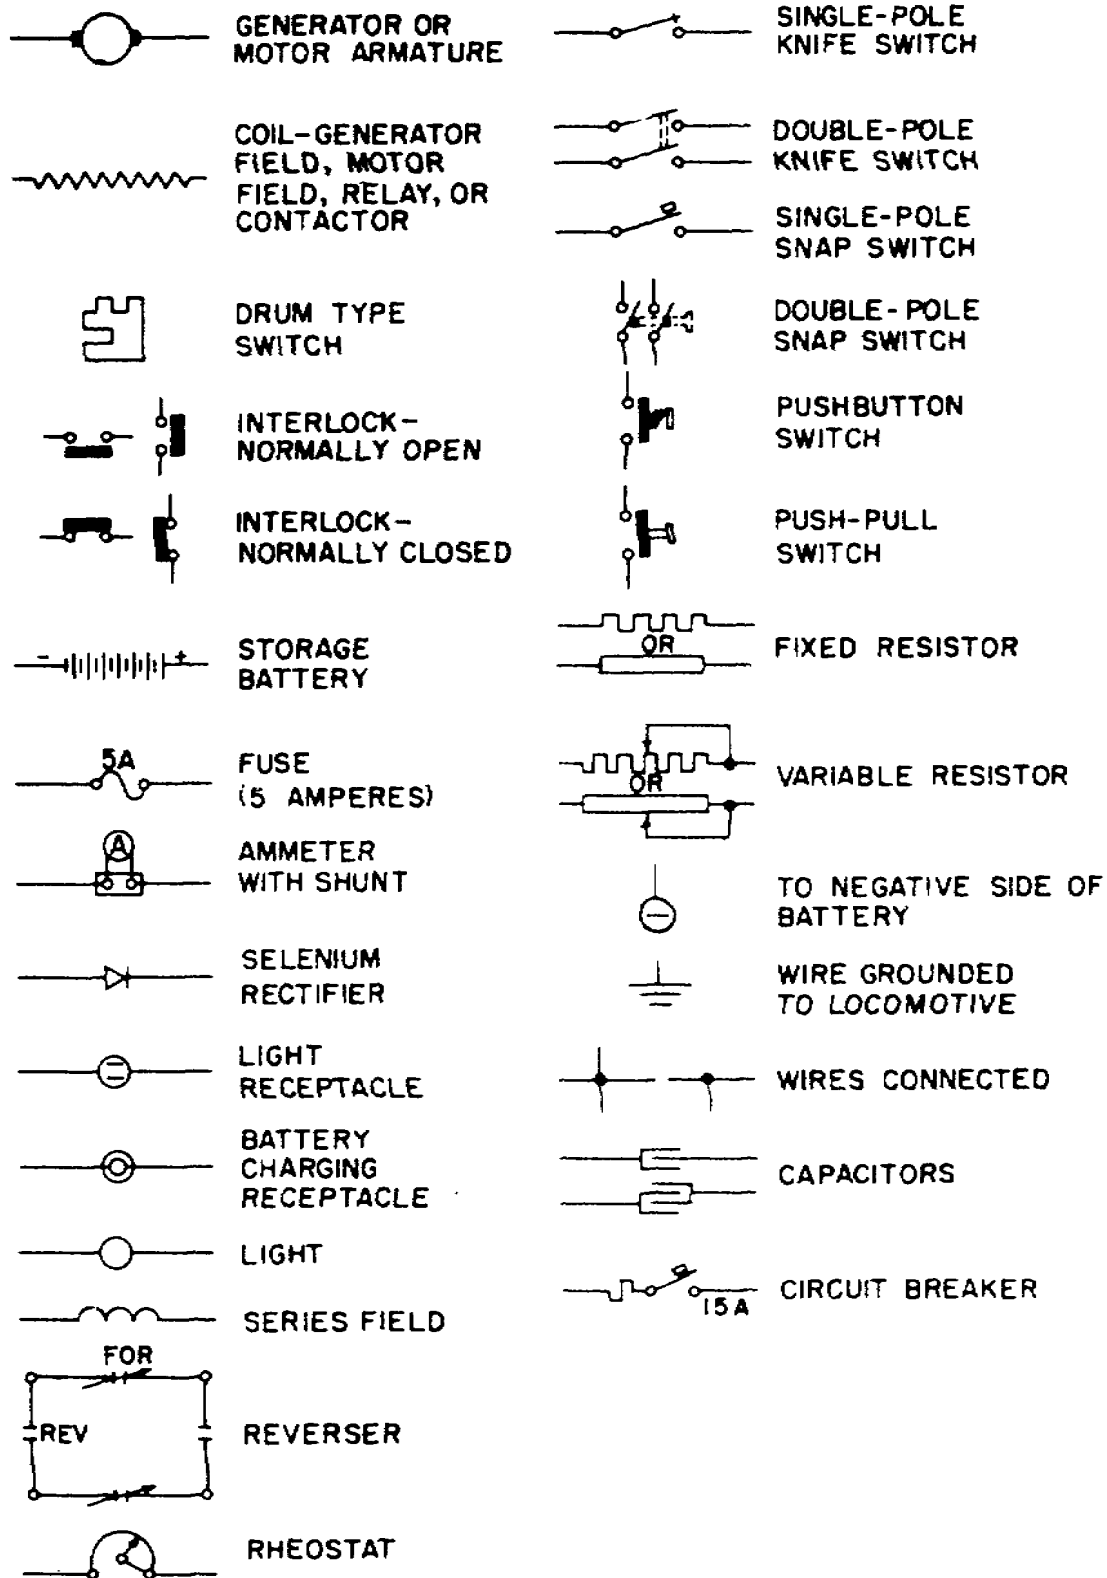 GENERATOR OR
MOTOR ARMATURE
COIL-GENERATOR
FIELD, MOTOR
FIELD, RELAY, OR
CONTACTOR
DRUM TYPE
SWITCH
INTERLOCK-
NORMALLY OPEN
INTERLOCK-
NORMALLY CLOSED
- +
STORAGE
BATTERY
5A
FUSE
(5 AMPERES)
A
AMMETER
WITH SHUNT
SELENIUM
RECTIFIER
LIGHT
RECEPTACLE
BATTERY
CHARGING
RECEPTACLE
LIGHT
SERIES FIELD
FOR
REV
REVERSER
RHEOSTAT
SINGLE-POLE
KNIFE SWITCH
DOUBLE-POLE
KNIFE SWITCH
SINGLE-POLE
SNAP SWITCH
DOUBLE-POLE
SNAP SWITCH
PUSHBUTTON
SWITCH
PUSH-PULL
SWITCH
OR
FIXED RESISTOR
OR
VARIABLE RESISTOR
TO NEGATIVE SIDE OF
BATTERY
WIRE GROUNDED
TO LOCOMOTIVE
WIRES CONNECTED
CAPACITORS
15A
CIRCUIT BREAKER